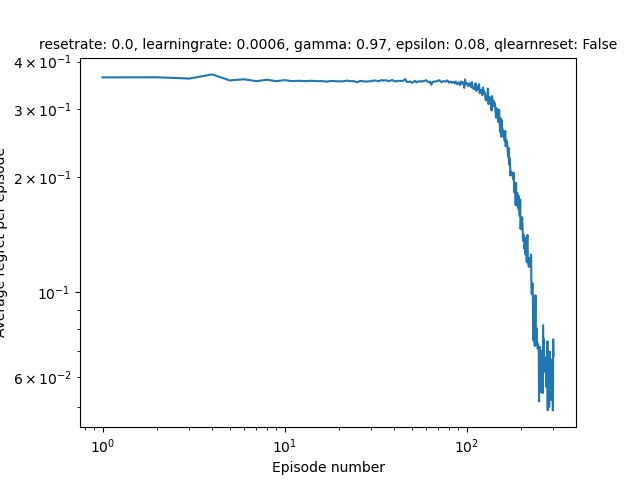 resetrate: 0.0, learningrate: 0.0006, gamma: 0.97, epsilon: 0.08, qlearnreset: False
4 × 10⁻¹
3 × 10⁻¹
2 × 10⁻¹
10⁻¹
6 × 10⁻²
Average regret per episode
10⁰
10¹
10²
Episode number